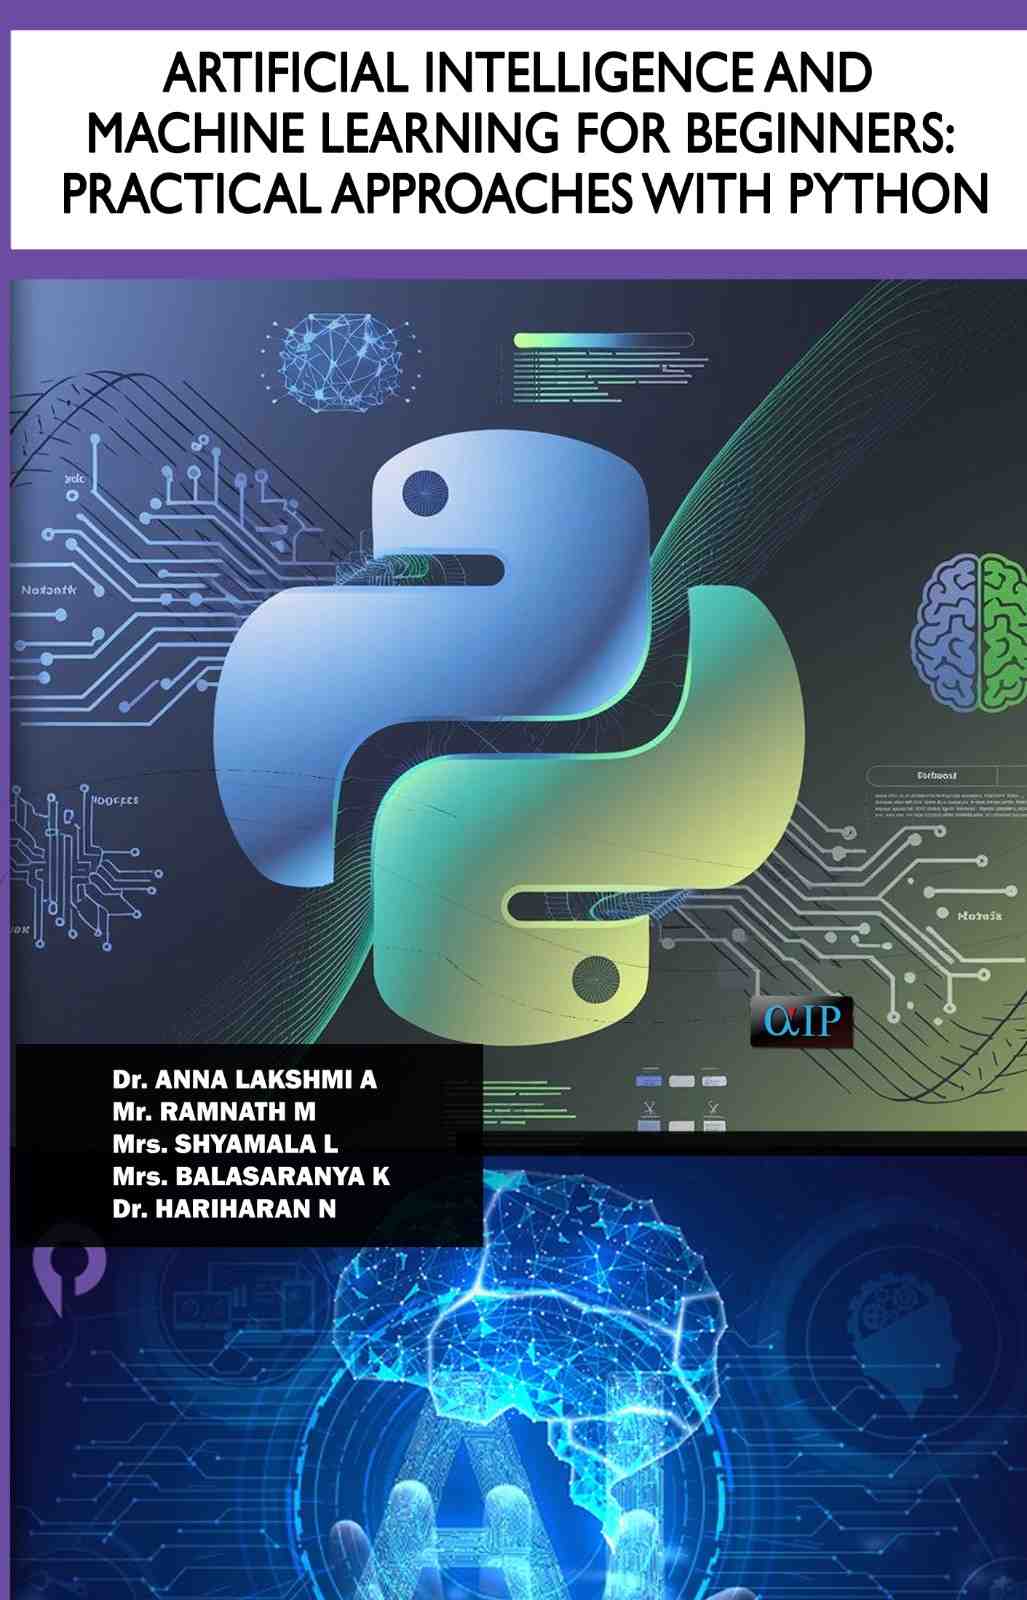 ARTIFICIAL INTELLIGENCE AND
MACHINE LEARNING FOR BEGINNERS:
PRACTICAL APPROACHES WITH PYTHON
αIP
Dr. ANNA LAKSHMI A
Mr. RAMNATH M
Mrs. SHYAMALA L
Mrs. BALASARANYA K
Dr. HARIHARAN N
AI